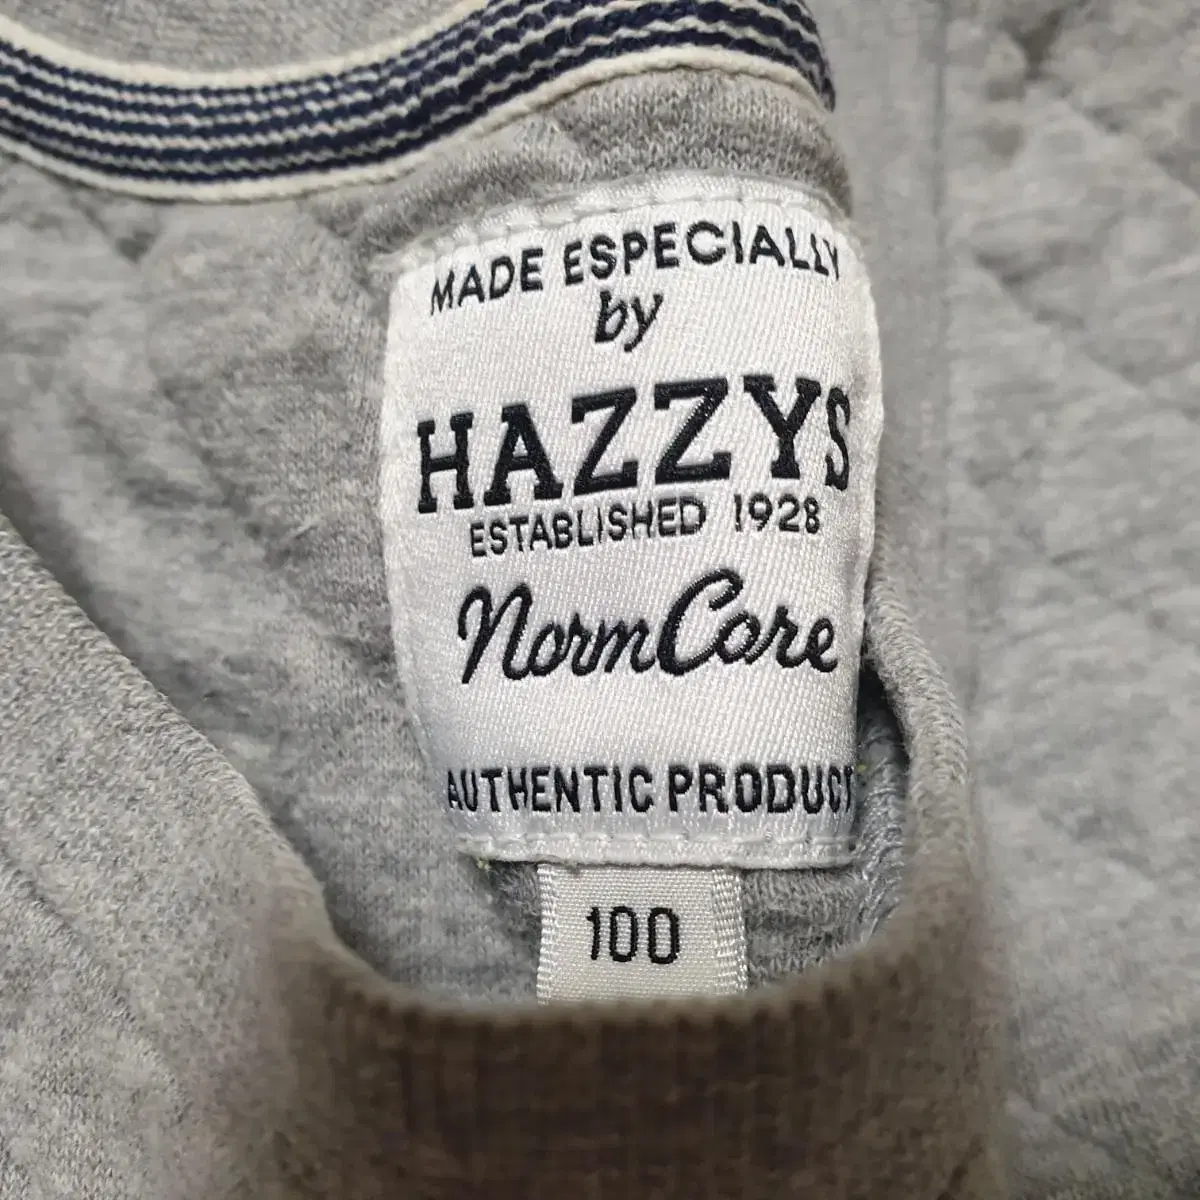 MADE ESPECIALLY
by
HAZZYS
ESTABLISHED 1928
NormCore
AUTHENTIC PRODUCT
100